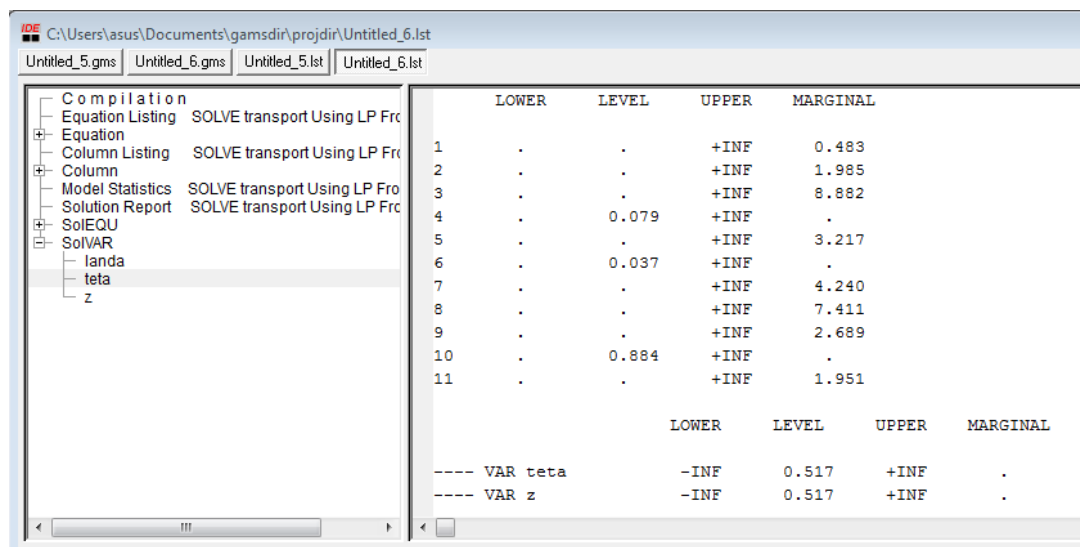 IDE C:\Users\asus\Documents\gamsdir\projdir\Untitled_6.lst
Untitled_5.gms Untitled_6.gms Untitled_5.lst Untitled_6.lst
C o m p i l a t i o n
Equation Listing SOLVE transport Using LP Fro
Equation
Column Listing SOLVE transport Using LP Fro
Column
Model Statistics SOLVE transport Using LP Fro
Solution Report SOLVE transport Using LP Fro
SolEQU
SolVAR
landa
teta
z
LOWER LEVEL UPPER MARGINAL
1 . . +INF 0.483
2 . . +INF 1.985
3 . . +INF 8.882
4 . 0.079 +INF .
5 . . +INF 3.217
6 . 0.037 +INF .
7 . . +INF 4.240
8 . . +INF 7.411
9 . . +INF 2.689
10 . 0.884 +INF .
11 . . +INF 1.951
LOWER LEVEL UPPER MARGINAL
---- VAR teta -INF 0.517 +INF .
---- VAR z -INF 0.517 +INF .